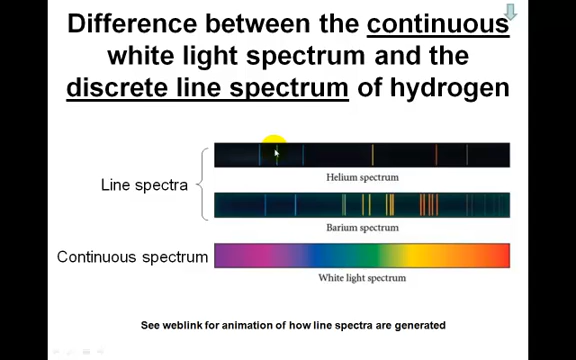 Difference between the continuous
white light spectrum and the
discrete line spectrum of hydrogen
Line spectra
Helium spectrum
Barium spectrum
Continuous spectrum
White light spectrum
See weblink for animation of how line spectra are generated